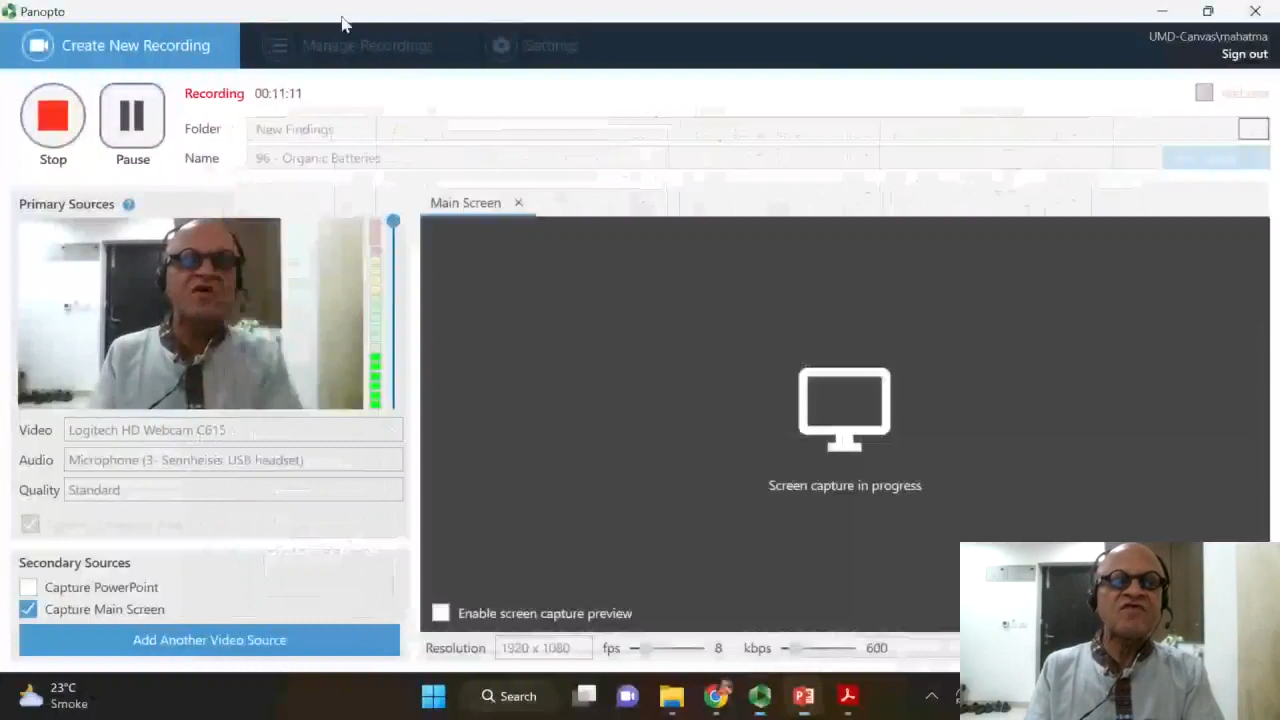 Panopto
Create New Recording
Manage Recordings
Settings
UMD-Canvas\mahatma
Sign out
Recording 00:11:11
Folder New Findings
Name 96 - Organic Batteries
Stop
Pause
Primary Sources
Main Screen
Video Logitech HD Webcam C615
Audio Microphone (3- Sennheiser USB headset)
Quality Standard
Screen capture in progress
Secondary Sources
Capture PowerPoint
Capture Main Screen
Add Another Video Source
Enable screen capture preview
Resolution 1920 x 1080 fps 8 kbps 600
23°C
Smoke
Search